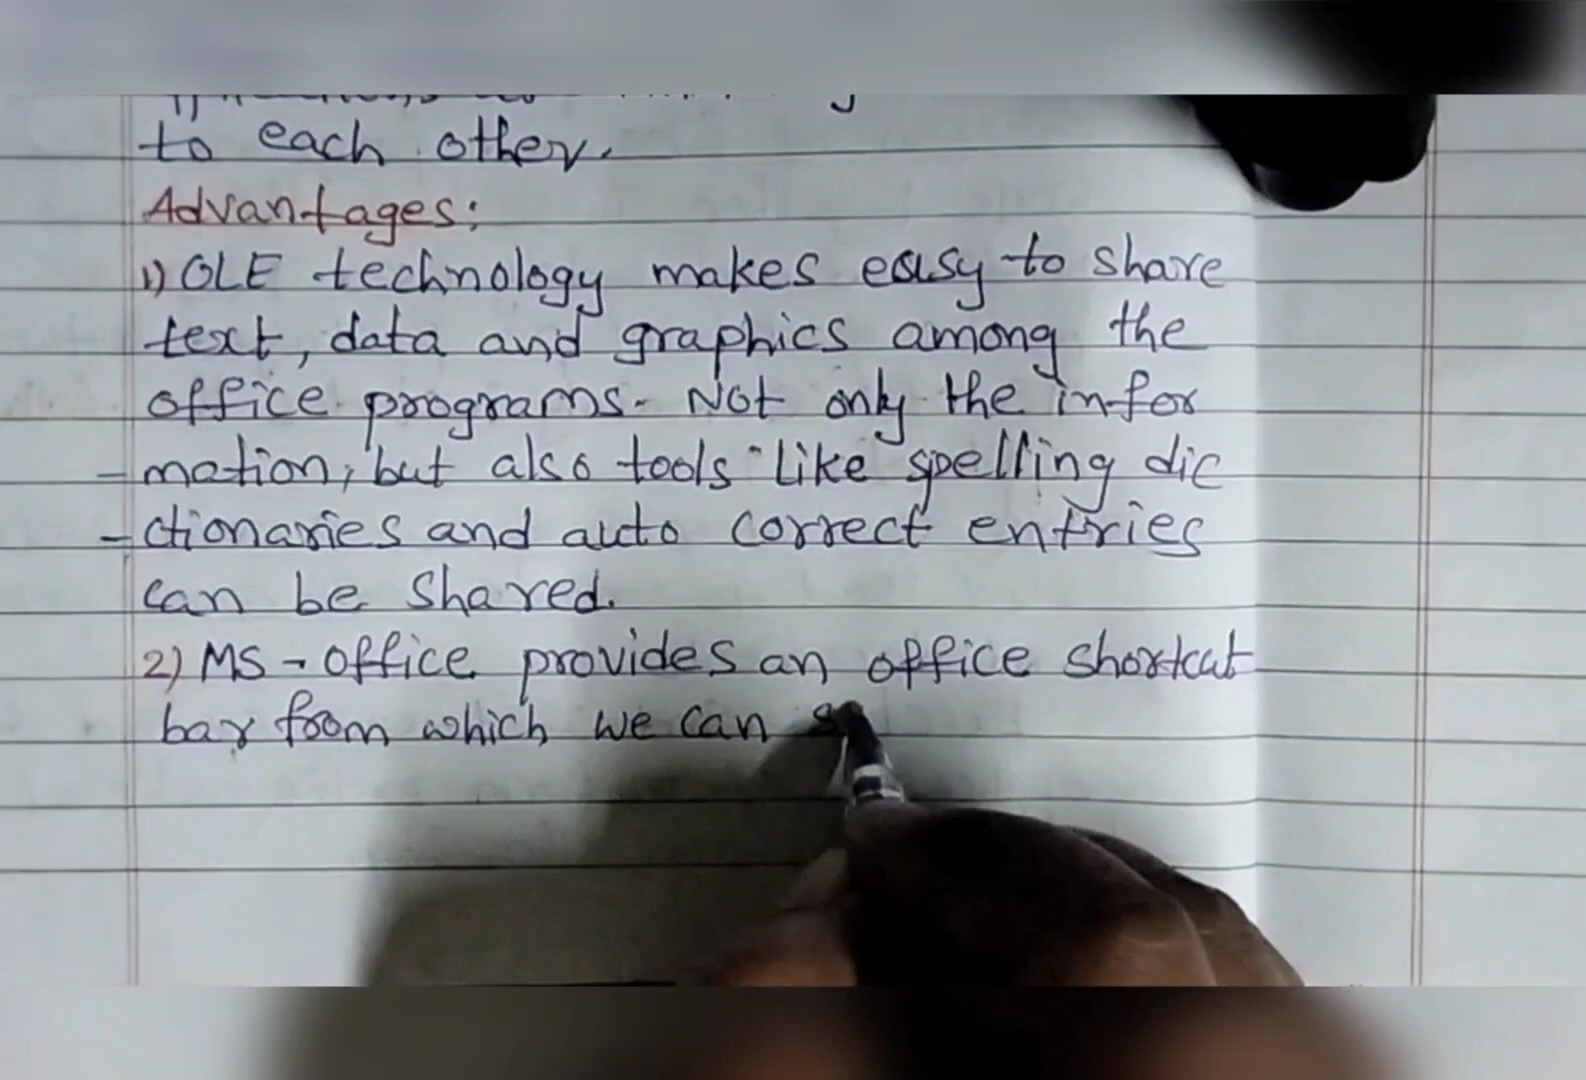 to each other.
Advantages:
1) OLE technology makes easy to share
text, data and graphics among the
office programs. Not only the infor
-mation, but also tools like spelling dic
-ctionaries and auto correct entries
can be shared.
2) MS-office provides an office shortcut
bar from which we can s